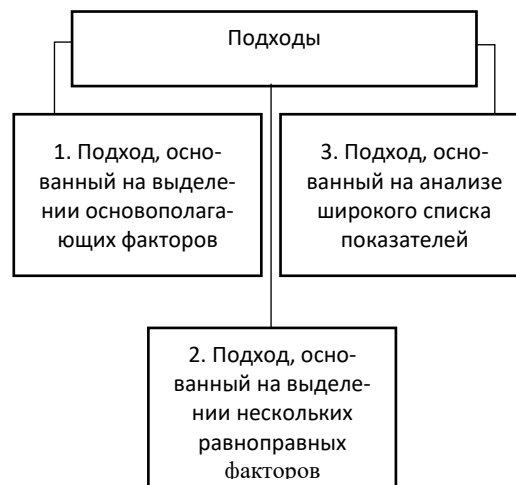 Подходы
1. Подход, осно-
ванный на выделе-
нии основополага-
ющих факторов
3. Подход, осно-
ванный на анализе
широкого списка
показателей
2. Подход, осно-
ванный на выделе-
нии нескольких
равноправных
факторов